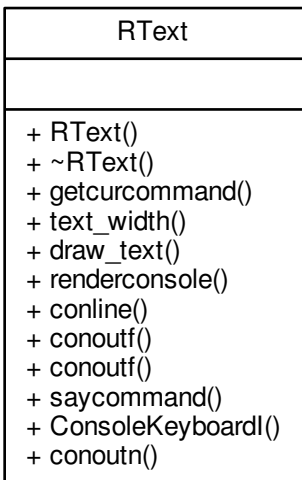 RText
+ RText()
+ ~RText()
+ getcurcommand()
+ text_width()
+ draw_text()
+ renderconsole()
+ conline()
+ conoutf()
+ conoutf()
+ saycommand()
+ ConsoleKeyboardI()
+ conoutn()